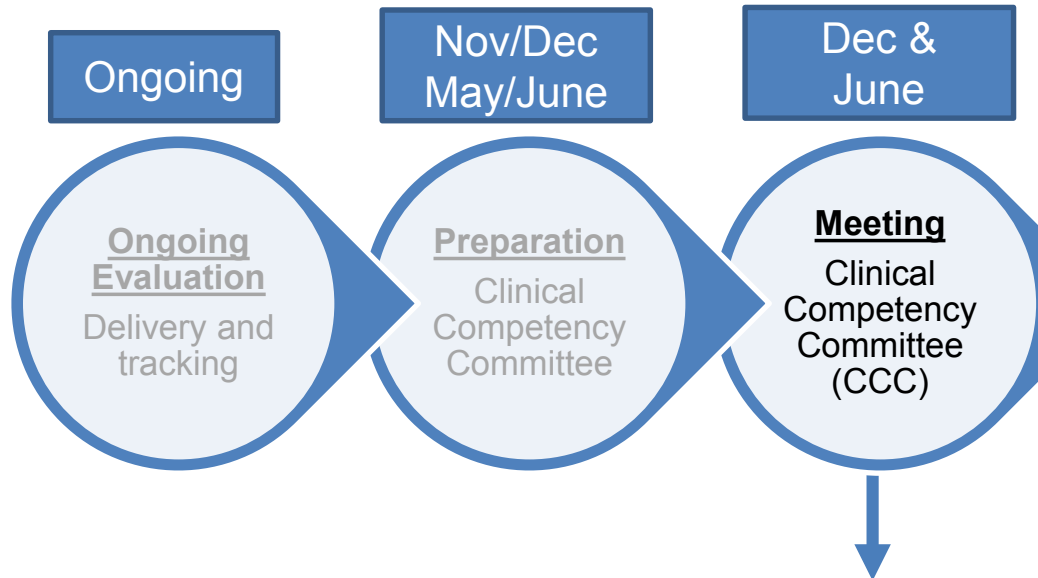 Ongoing
Nov/Dec
May/June
Dec &
June
Ongoing
Evaluation
Delivery and
tracking
Preparation
Clinical
Competency
Committee
Meeting
Clinical
Competency
Committee
(CCC)